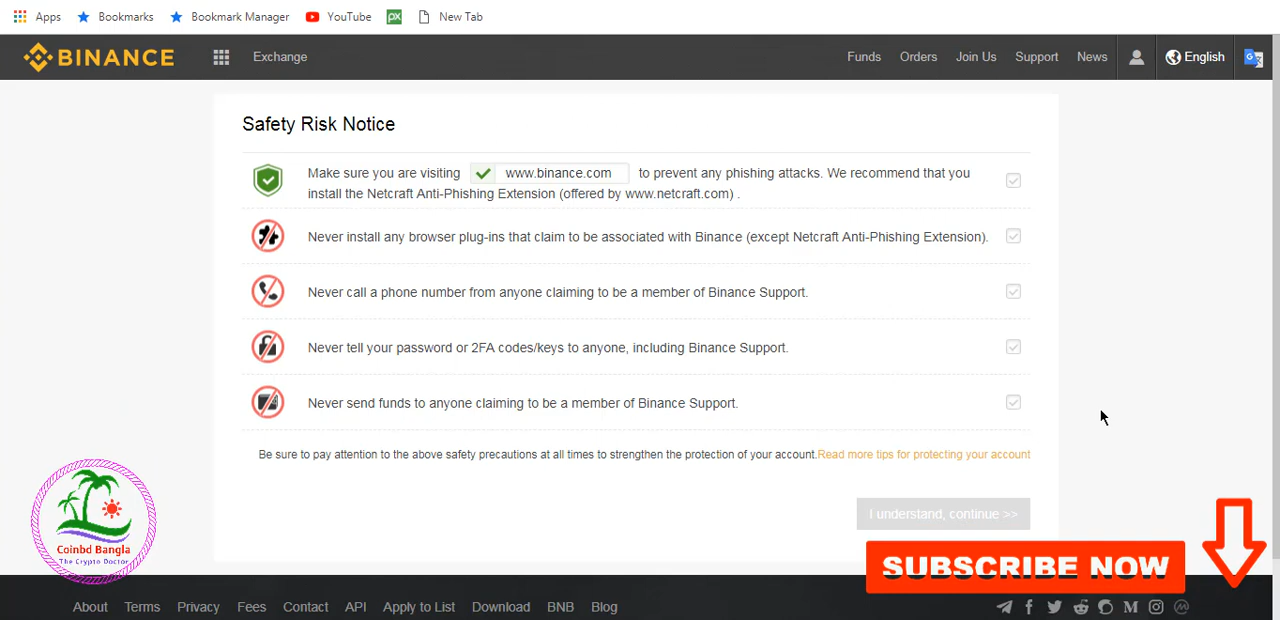 Apps Bookmarks Bookmark Manager YouTube px New Tab
BINANCE Exchange Funds Orders Join Us Support News English
Safety Risk Notice
Make sure you are visiting www.binance.com to prevent any phishing attacks. We recommend that you
install the Netcraft Anti-Phishing Extension (offered by www.netcraft.com) .
Never install any browser plug-ins that claim to be associated with Binance (except Netcraft Anti-Phishing Extension).
Never call a phone number from anyone claiming to be a member of Binance Support.
Never tell your password or 2FA codes/keys to anyone, including Binance Support.
Never send funds to anyone claiming to be a member of Binance Support.
Be sure to pay attention to the above safety precautions at all times to strengthen the protection of your account.Read more tips for protecting your account
I understand, continue >>
Coinbd Bangla
The Crypto Doctor
SUBSCRIBE NOW
About Terms Privacy Fees Contact API Apply to List Download BNB Blog